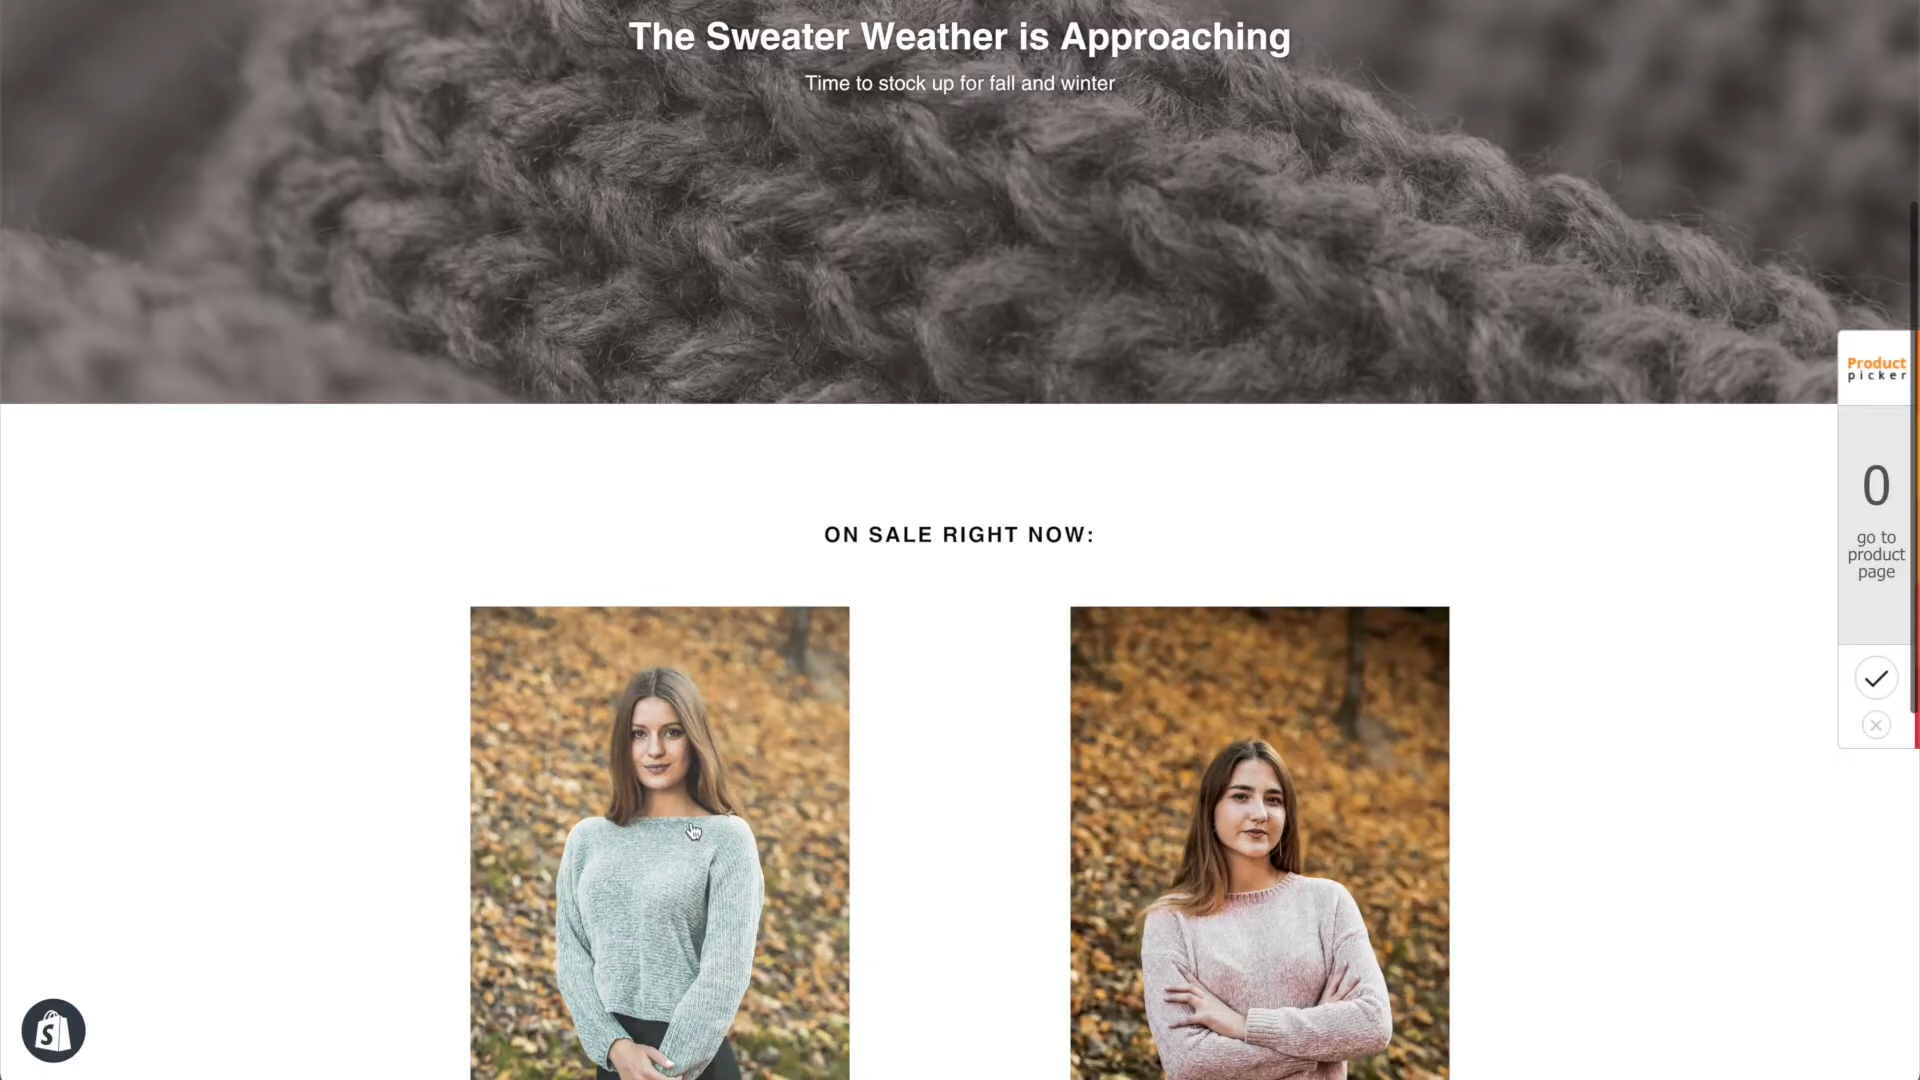 The Sweater Weather is Approaching
Time to stock up for fall and winter
Product
picker
0
go to
product
page
ON SALE RIGHT NOW:
S